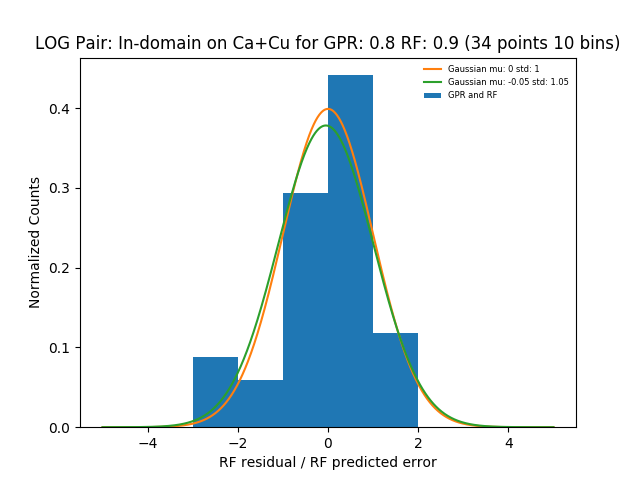 LOG Pair: In-domain on Ca+Cu for GPR: 0.8 RF: 0.9 (34 points 10 bins)
Gaussian mu: 0 std: 1
Gaussian mu: -0.05 std: 1.05
GPR and RF
Normalized Counts
0.4
0.3
0.2
0.1
0.0
−4 −2 0 2 4
RF residual / RF predicted error